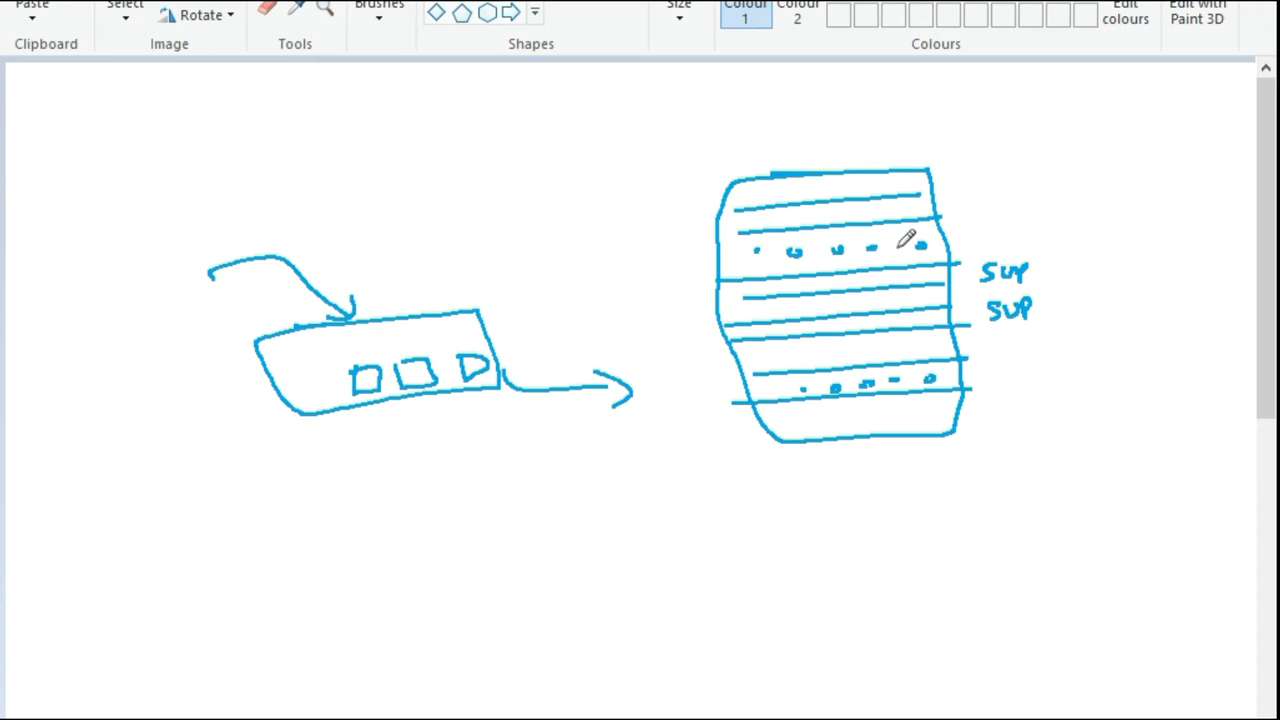 Paste
Select
Rotate
Brushes
Size
Colour
1
Colour
2
Edit
colours
Edit with
Paint 3D
Clipboard
Image
Tools
Shapes
Colours
SUP
SUP